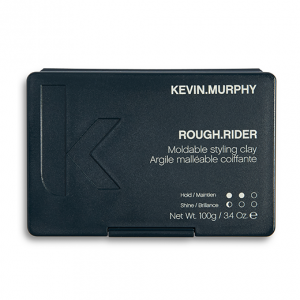 KEVIN.MURPHY
ROUGH.RIDER
Moldable styling clay
Argile malléable coiffante
Hold / Maintien
Shine / Brillance
Net Wt. 100g / 3.4 Oz. e